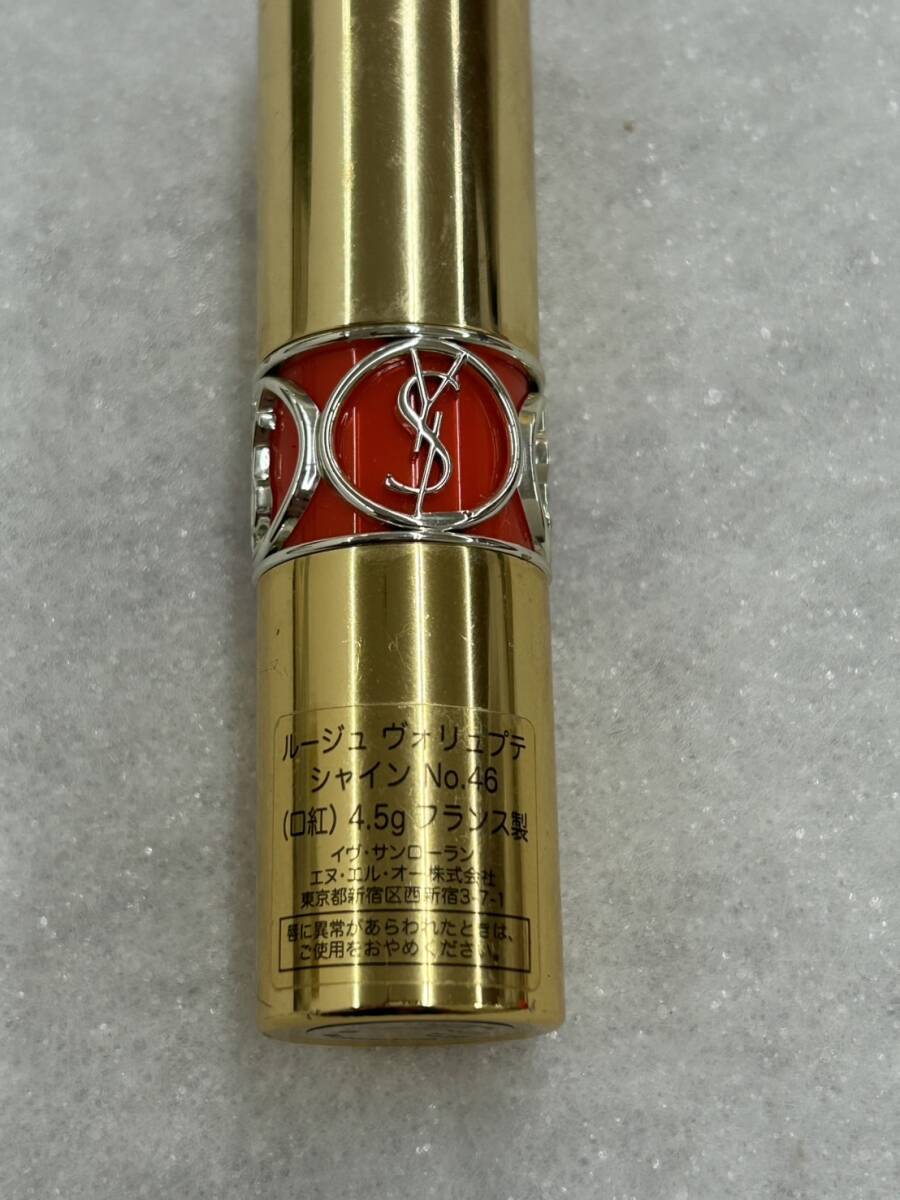 YSL
ルージュ ヴォリュプテ
シャイン No.46
(口紅) 4.5g フランス製
イヴ・サンローラン
エヌ・エル・オー株式会社
東京都新宿区西新宿3-7-1
唇に異常があらわれたときは、
ご使用をおやめください。